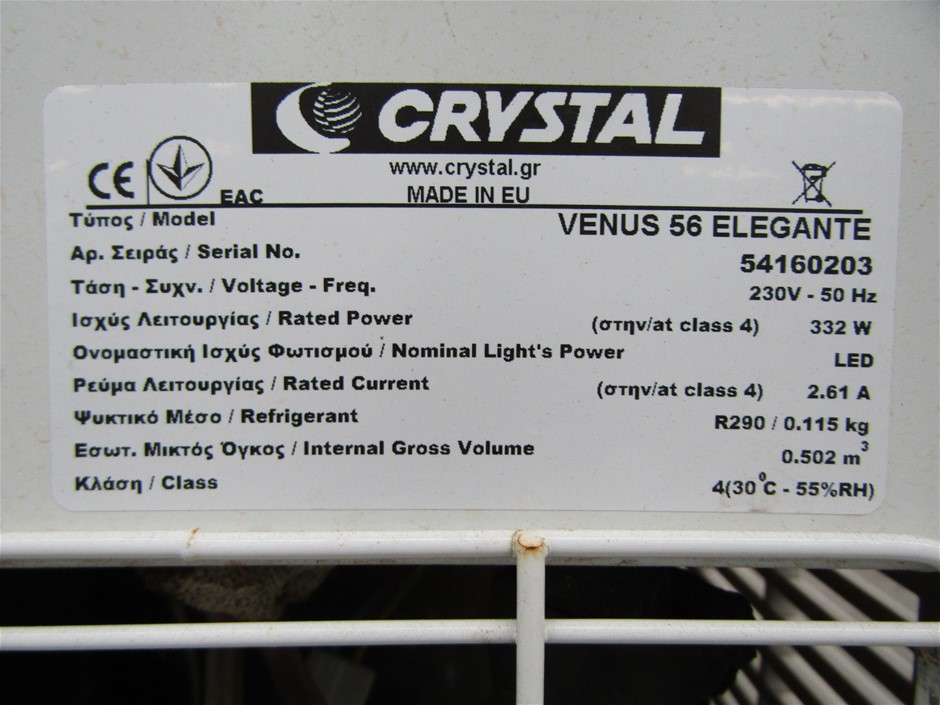 CRYSTAL
www.crystal.gr
CE EAC MADE IN EU
Τύπος / Model VENUS 56 ELEGANTE
Αρ. Σειράς / Serial No. 54160203
Τάση - Συχν. / Voltage - Freq. 230V - 50 Hz
Ισχύς Λειτουργίας / Rated Power (στην/at class 4) 332 W
Ονομαστική Ισχύς Φωτισμού / Nominal Light's Power LED
Ρεύμα Λειτουργίας / Rated Current (στην/at class 4) 2.61 A
Ψυκτικό Μέσο / Refrigerant R290 / 0.115 kg
Εσωτ. Μικτός Όγκος / Internal Gross Volume 0.502 m³
Κλάση / Class 4(30°C - 55%RH)